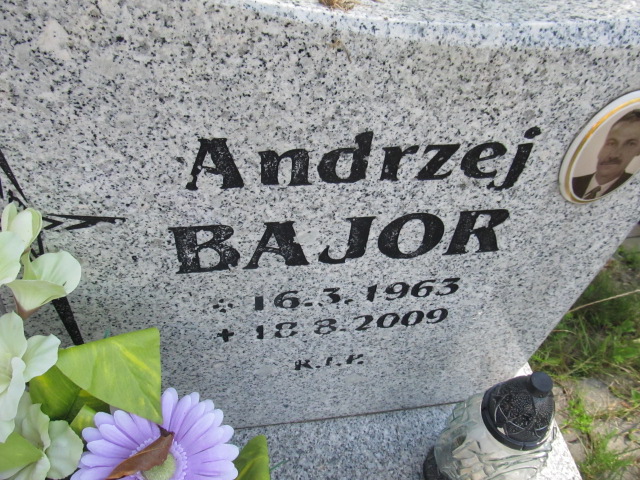 Andrzej
BAJOR
* 16.3.1963
+ 18.8.2009
R.I.P.